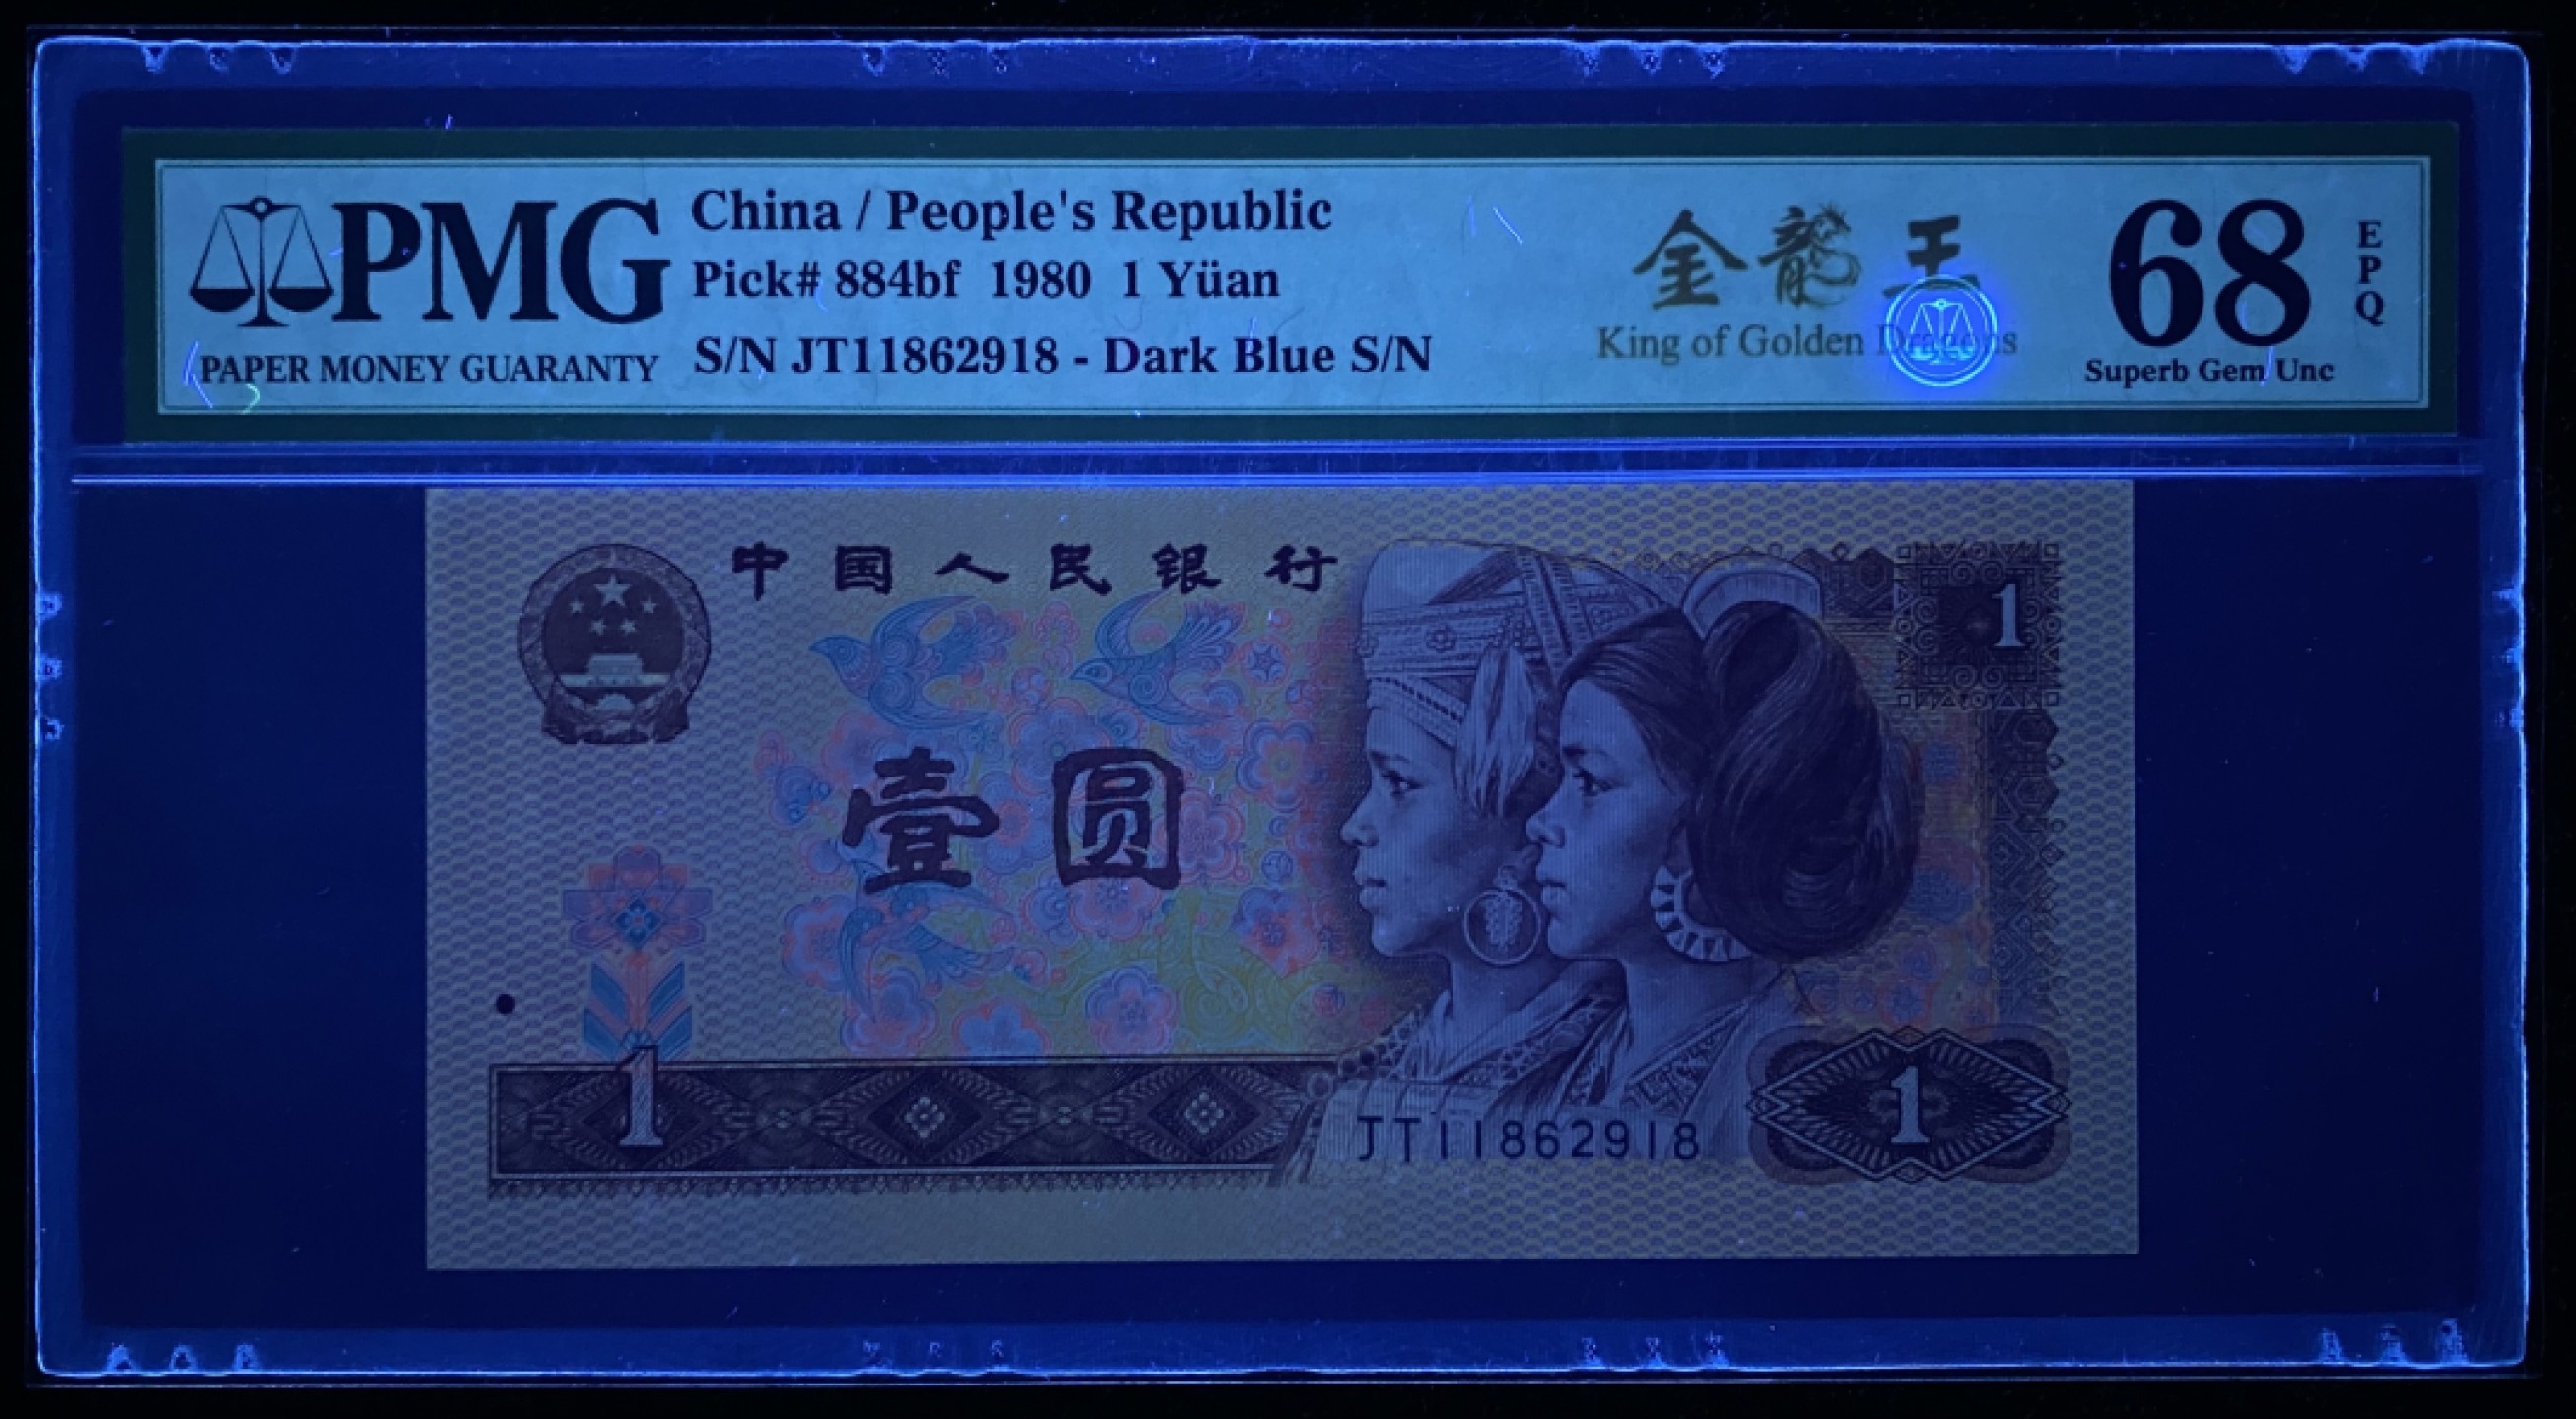 PMG
PAPER MONEY GUARANTY
China / People's Republic
Pick# 884bf 1980 1 Yüan
S/N JT11862918 - Dark Blue S/N
金龍王
King of Golden Dragons
68
EPQ
Superb Gem Unc
中国人民银行
1
壹圆
1
JT11862918
1